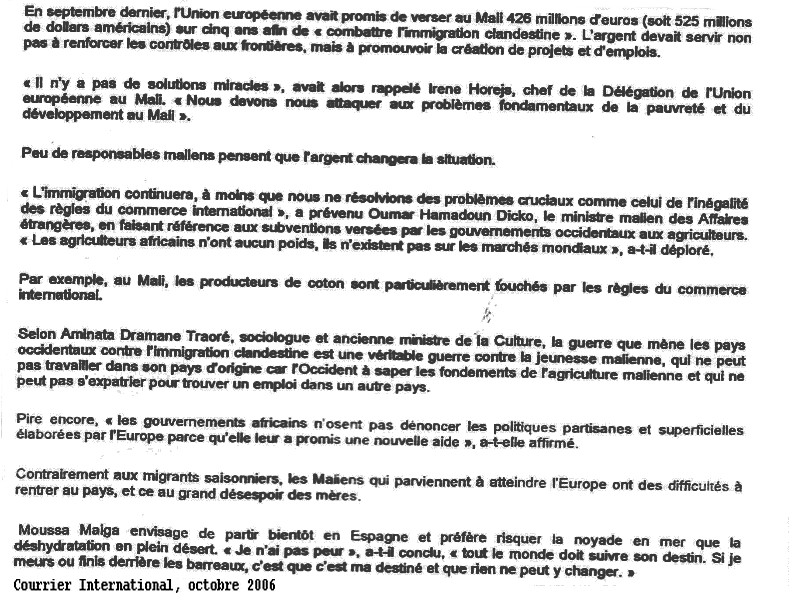 En septembre dernier, l'Union européenne avait promis de verser au Mali 426 millions d'euros (soit 525 millions
de dollars américains) sur cinq ans afin de « combattre l'immigration clandestine ». L'argent devait servir non
pas à renforcer les contrôles aux frontières, mais à promouvoir la création de projets et d'emplois.
« Il n'y a pas de solutions miracles », avait alors rappelé Irene Horejs, chef de la Délégation de l'Union
européenne au Mali. « Nous devons nous attaquer aux problèmes fondamentaux de la pauvreté et du
développement au Mali ».
Peu de responsables maliens pensent que l'argent changera la situation.
« L'immigration continuera, à moins que nous ne résolvions des problèmes cruciaux comme celui de l'inégalité
des règles du commerce international », a prévenu Oumar Hamadoun Dicko, le ministre malien des Affaires
étrangères, en faisant référence aux subventions versées par les gouvernements occidentaux aux agriculteurs.
« Les agriculteurs africains n'ont aucun poids, ils n'existent pas sur les marchés mondiaux », a-t-il déploré.
Par exemple, au Mali, les producteurs de coton sont particulièrement touchés par les règles du commerce
international.
Selon Aminata Dramane Traoré, sociologue et ancienne ministre de la Culture, la guerre que mène les pays
occidentaux contre l'immigration clandestine est une véritable guerre contre la jeunesse malienne, qui ne peut
pas travailler dans son pays d'origine car l'Occident à saper les fondements de l'agriculture malienne et qui ne
peut pas s'expatrier pour trouver un emploi dans un autre pays.
Pire encore, « les gouvernements africains n'osent pas dénoncer les politiques partisanes et superficielles
élaborées par l'Europe parce qu'elle leur a promis une nouvelle aide », a-t-elle affirmé.
Contrairement aux migrants saisonniers, les Maliens qui parviennent à atteindre l'Europe ont des difficultés à
rentrer au pays, et ce au grand désespoir des mères.
Moussa Maiga envisage de partir bientôt en Espagne et préfère risquer la noyade en mer que la
déshydratation en plein désert. « Je n'ai pas peur », a-t-il conclu, « tout le monde doit suivre son destin. Si je
meurs ou finis derrière les barreaux, c'est que c'est ma destiné et que rien ne peut y changer. »
Courrier International, octobre 2006